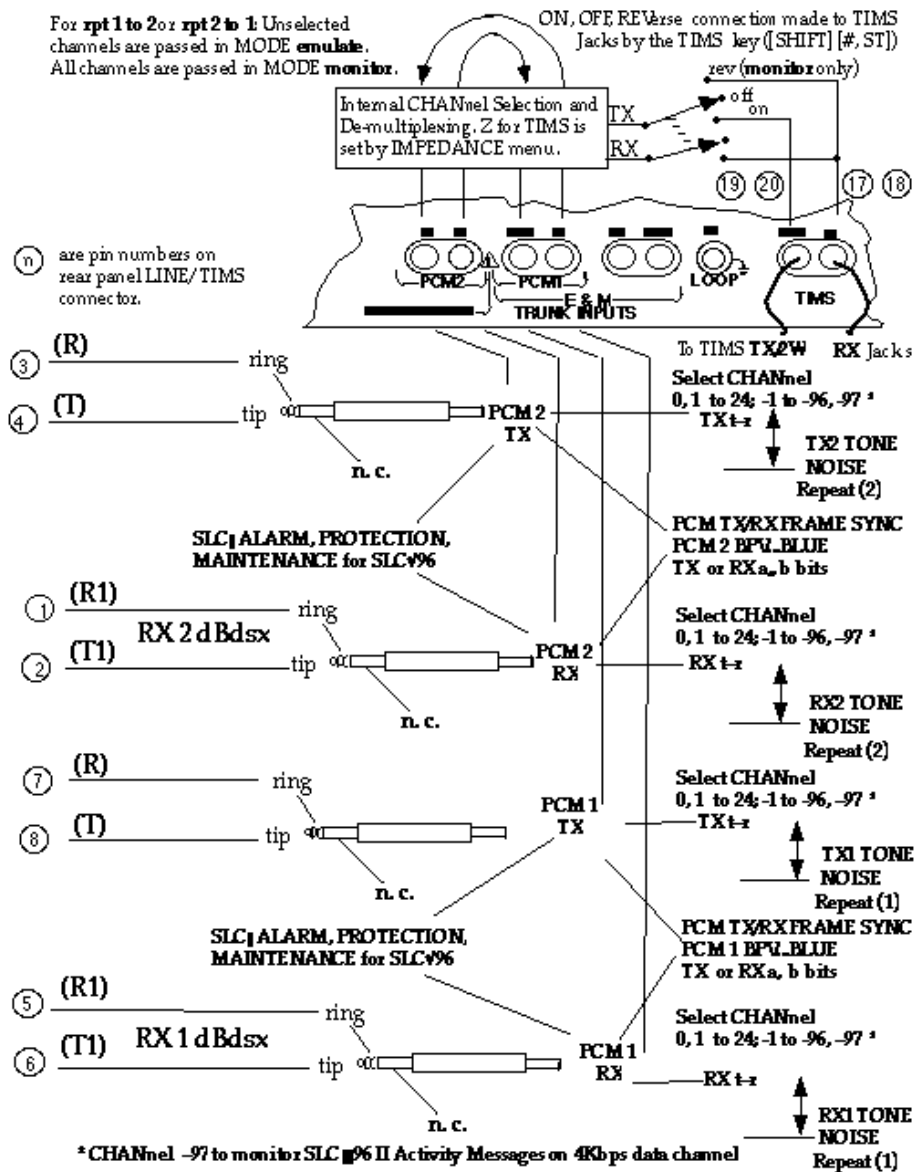 For rpt 1 to 2 or rpt 2 to 1: Unselected
channels are passed in MODE emulate.
All channels are passed in MODE monitor.
ON, OFF, REVerse connection made to TIMS
Jacks by the TIMS key ([SHIFT] [#, ST])
rev (monitor only)
off
on
Internal CHANnel Selection and
De-multiplexing. Z for TIMS is
set by IMPEDANCE menu.
TX
RX
19 20 17 18
n are pin numbers on
rear panel LINE/TIMS
connector.
PCM2 PCM1 LOOP
E & M
TRUNK INPUTS
TIMS
To TIMS TX/2W RX Jacks
3 (R) ring
4 (T) tip
n. c.
PCM 2
TX
Select CHANnel
0, 1 to 24; -1 to -96, -97 *
TX t-r
TX2 TONE
NOISE
Repeat (2)
ALARM, PROTECTION,
MAINTENANCE for
PCM TX/RX FRAME SYNC
PCM 2
TX or RX b bits
1 (R1) ring
RX 2 dBdsx
2 (T1) tip
n. c.
PCM 2
RX
Select CHANnel
0, 1 to 24; -1 to -96, -97 *
RX t-r
RX2 TONE
NOISE
Repeat (2)
7 (R) ring
8 (T) tip
n. c.
PCM 1
TX
Select CHANnel
0, 1 to 24; -1 to -96, -97 *
TX t-r
TX1 TONE
NOISE
Repeat (1)
ALARM, PROTECTION,
MAINTENANCE for
PCM TX/RX FRAME SYNC
PCM 1
TX or RX a, b bits
5 (R1) ring
RX 1 dBdsx
6 (T1) tip
n. c.
PCM 1
RX
Select CHANnel
0, 1 to 24; -1 to -96, -97 *
RX t-r
RX1 TONE
NOISE
Repeat (1)
* CHANnel -97 to monitor SLC 96 II Activity Messages on 4Kbps data channel